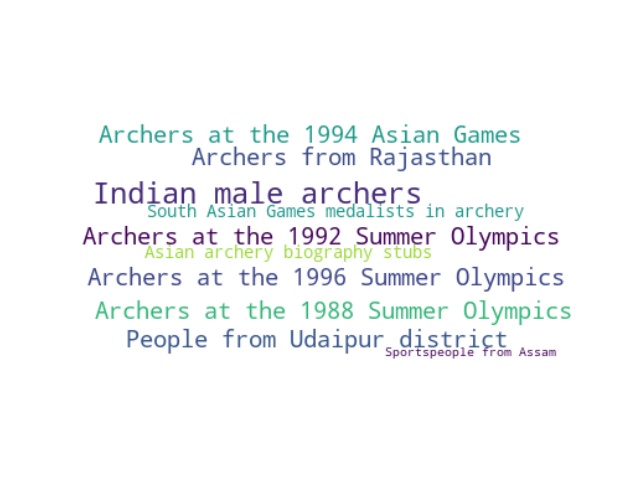 Archers at the 1994 Asian Games
Archers from Rajasthan
Indian male archers
South Asian Games medalists in archery
Archers at the 1992 Summer Olympics
Asian archery biography stubs
Archers at the 1996 Summer Olympics
Archers at the 1988 Summer Olympics
People from Udaipur district
Sportspeople from Assam